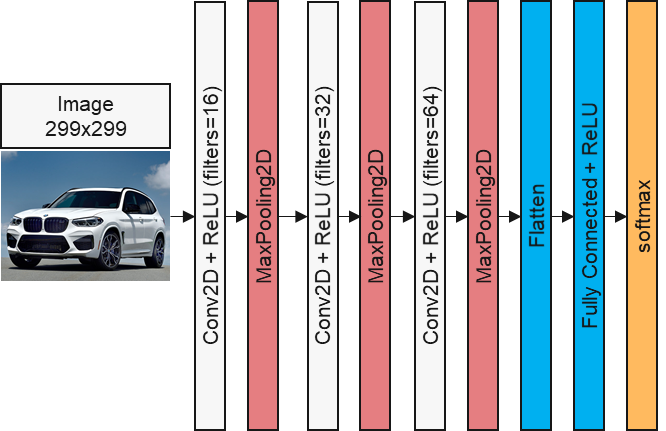 Image
299x299
Conv2D + ReLU (filters=16)
MaxPooling2D
Conv2D + ReLU (filters=32)
MaxPooling2D
Conv2D + ReLU (filters=64)
MaxPooling2D
Flatten
Fully Connected + ReLU
softmax